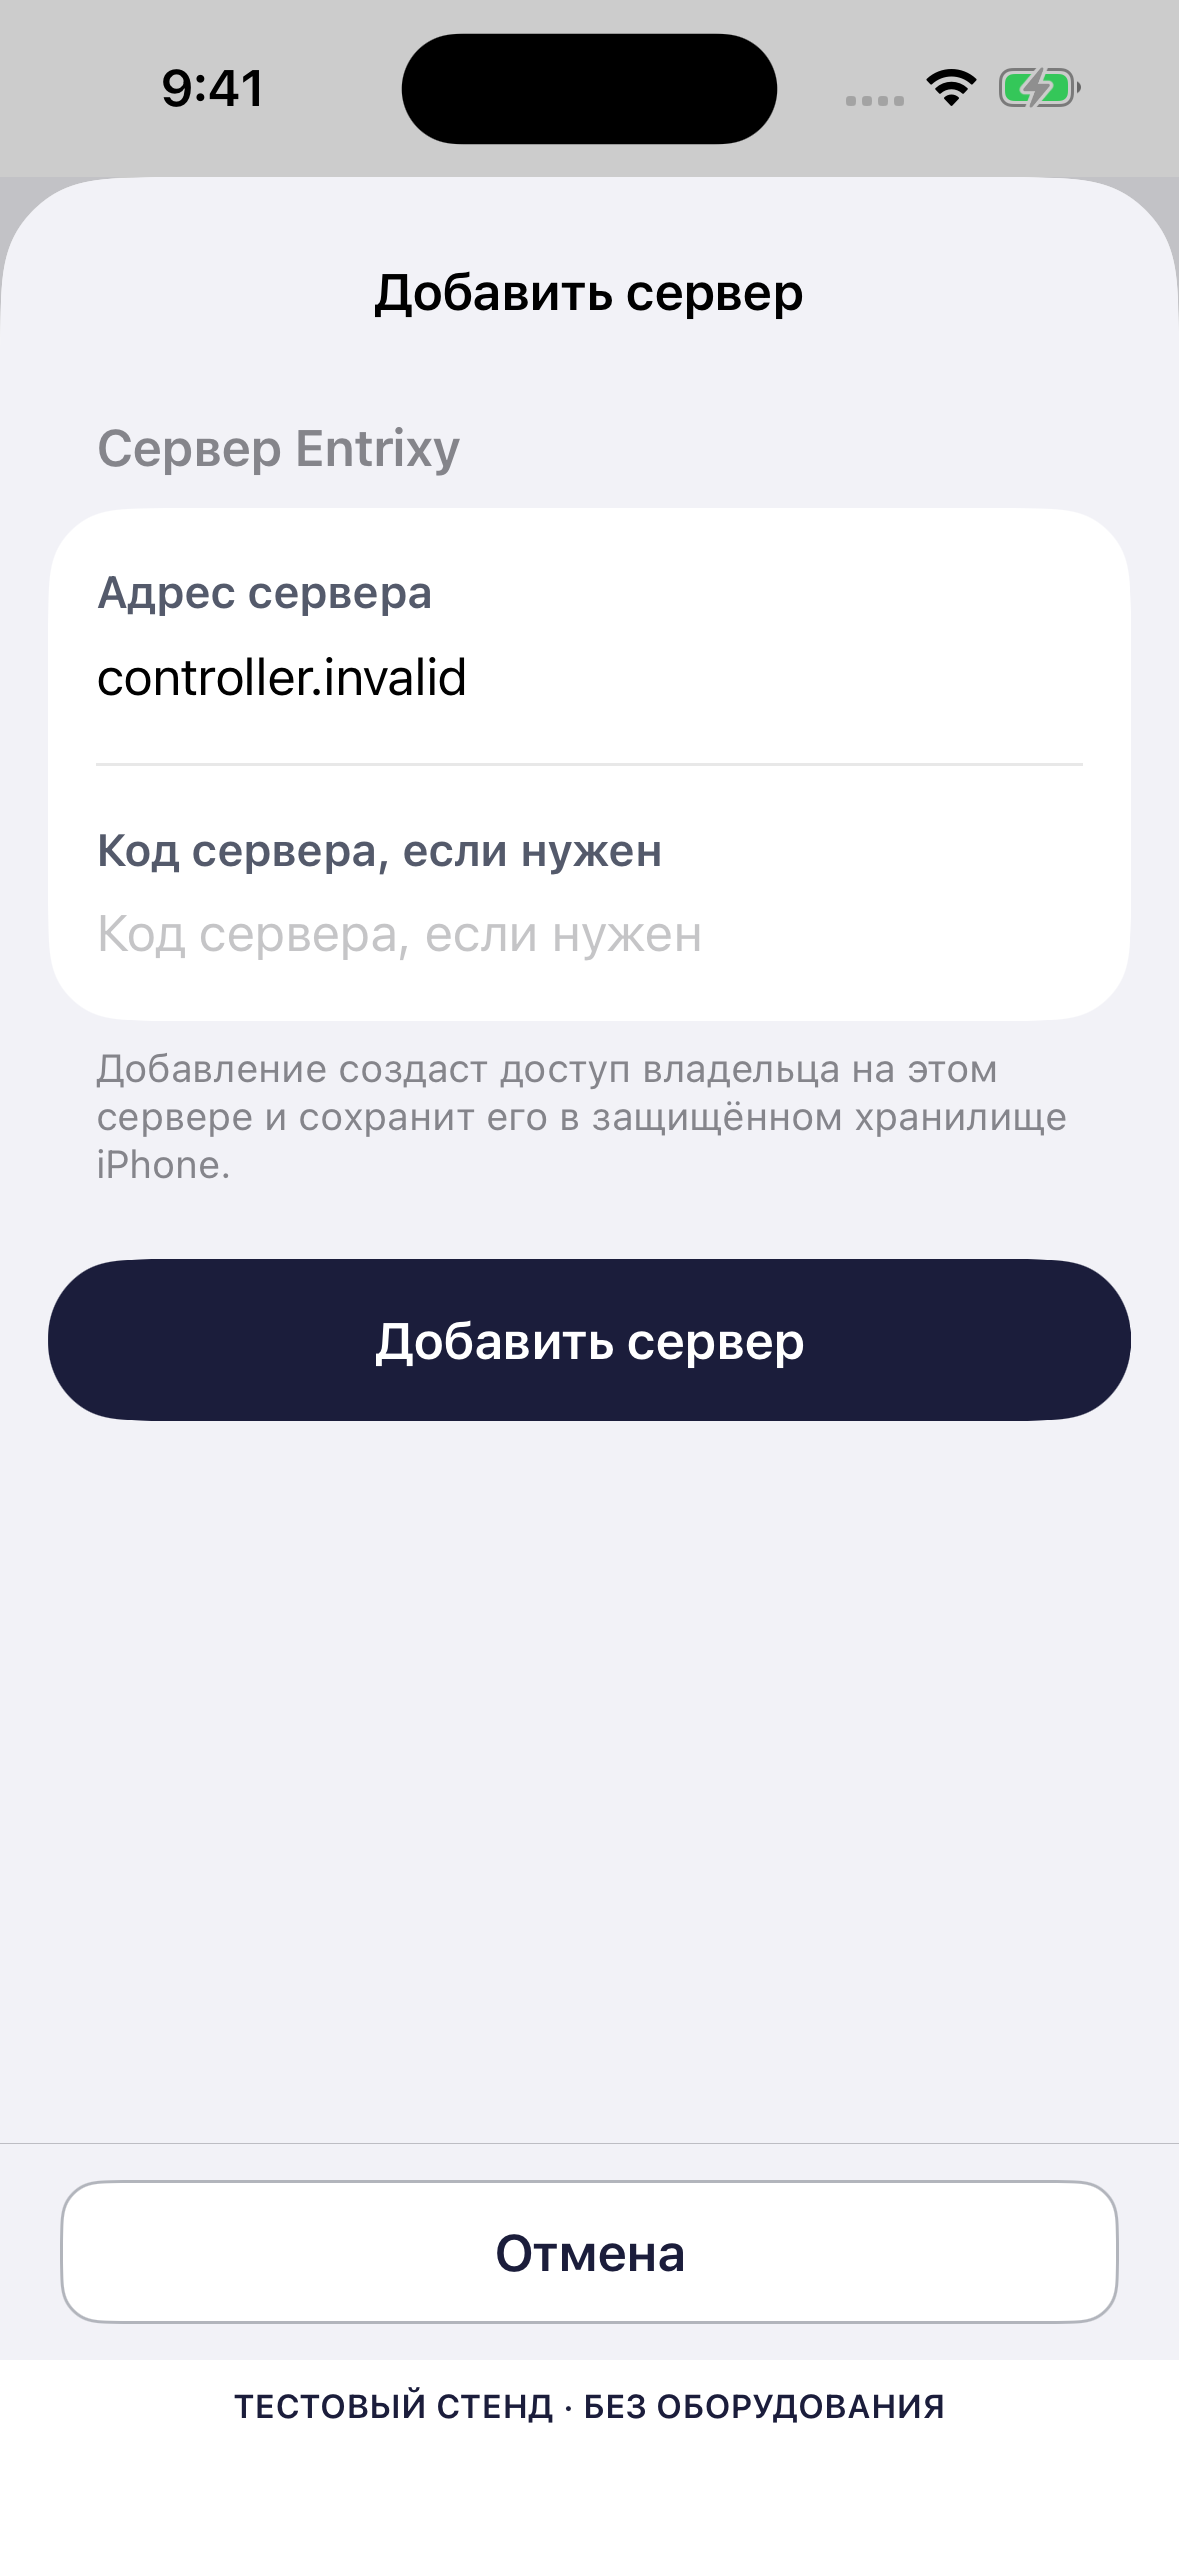 9:41
Добавить сервер
Сервер Entrixy
Адрес сервера
controller.invalid
Код сервера, если нужен
Код сервера, если нужен
Добавление создаст доступ владельца на этом
сервере и сохранит его в защищённом хранилище
iPhone.
Добавить сервер
Отмена
ТЕСТОВЫЙ СТЕНД · БЕЗ ОБОРУДОВАНИЯ